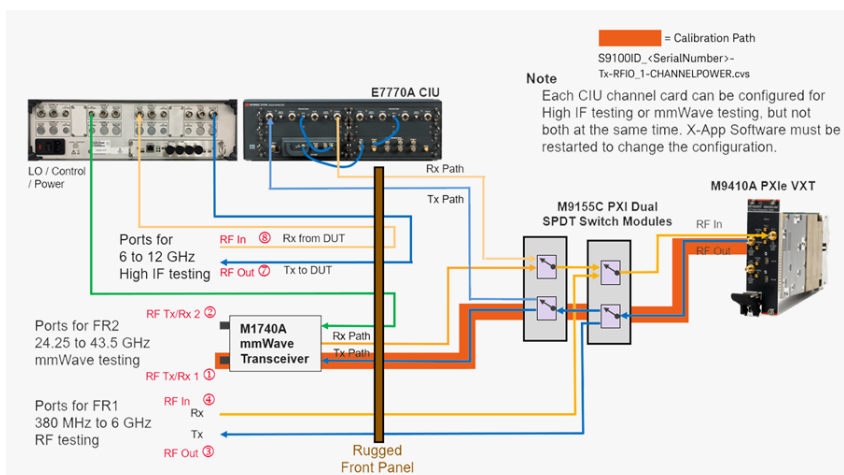 = Calibration Path
S9100ID_<SerialNumber>-
Tx-RFIO_1-CHANNELPOWER.cvs
Note
Each CIU channel card can be configured for
High IF testing or mmWave testing, but not
both at the same time. X-App Software must be
restarted to change the configuration.
E7770A CIU
LO / Control
/ Power
Rx Path
Tx Path
M9155C PXI Dual
SPDT Switch Modules
M9410A PXIe VXT
RF In
RF Out
Ports for
6 to 12 GHz
High IF testing
RF In ⑧ Rx from DUT
RF Out ⑦ Tx to DUT
Ports for FR2
24.25 to 43.5 GHz
mmWave testing
RF Tx/Rx 2 ②
M1740A
mmWave
Transceiver
Rx Path
Tx Path
RF Tx/Rx 1 ①
Ports for FR1
380 MHz to 6 GHz
RF testing
RF In ④
Rx
Tx
RF Out ③
Rugged
Front Panel